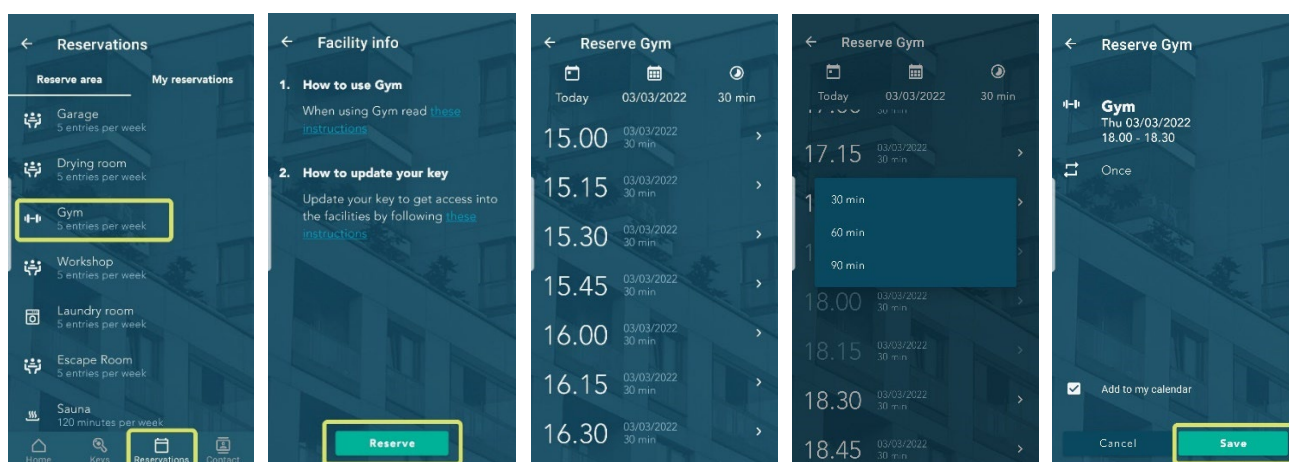 Reservations
Reserve area
My reservations
Garage
5 entries per week
Drying room
5 entries per week
Gym
5 entries per week
Workshop
5 entries per week
Laundry room
5 entries per week
Escape Room
5 entries per week
Sauna
120 minutes per week
Home
Keys
Reservations
Contact
Facility info
1. How to use Gym
When using Gym read these
instructions
2. How to update your key
Update your key to get access into
the facilities by following these
instructions
Reserve
Reserve Gym
Today
03/03/2022
30 min
15.00
03/03/2022
30 min
15.15
03/03/2022
30 min
15.30
03/03/2022
30 min
15.45
03/03/2022
30 min
16.00
03/03/2022
30 min
16.15
03/03/2022
30 min
16.30
03/03/2022
30 min
Reserve Gym
Today
03/03/2022
30 min
30 min
17.15
03/03/2022
30 min
30 min
60 min
90 min
18.00
03/03/2022
30 min
18.15
03/03/2022
30 min
18.30
03/03/2022
30 min
18.45
03/03/2022
30 min
Reserve Gym
Gym
Thu 03/03/2022
18.00 - 18.30
Once
Add to my calendar
Cancel
Save